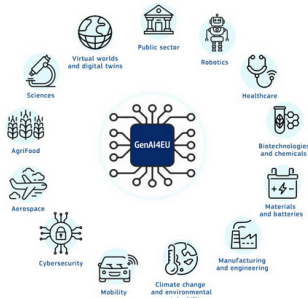 Public sector
Virtual worlds
and digital twins
Robotics
Sciences
Healthcare
GenAI4EU
AgriFood
Biotechnologies
and chemicals
Aerospace
Materials
and batteries
Cybersecurity
Manufacturing
and engineering
Mobility
Climate change
and environmental